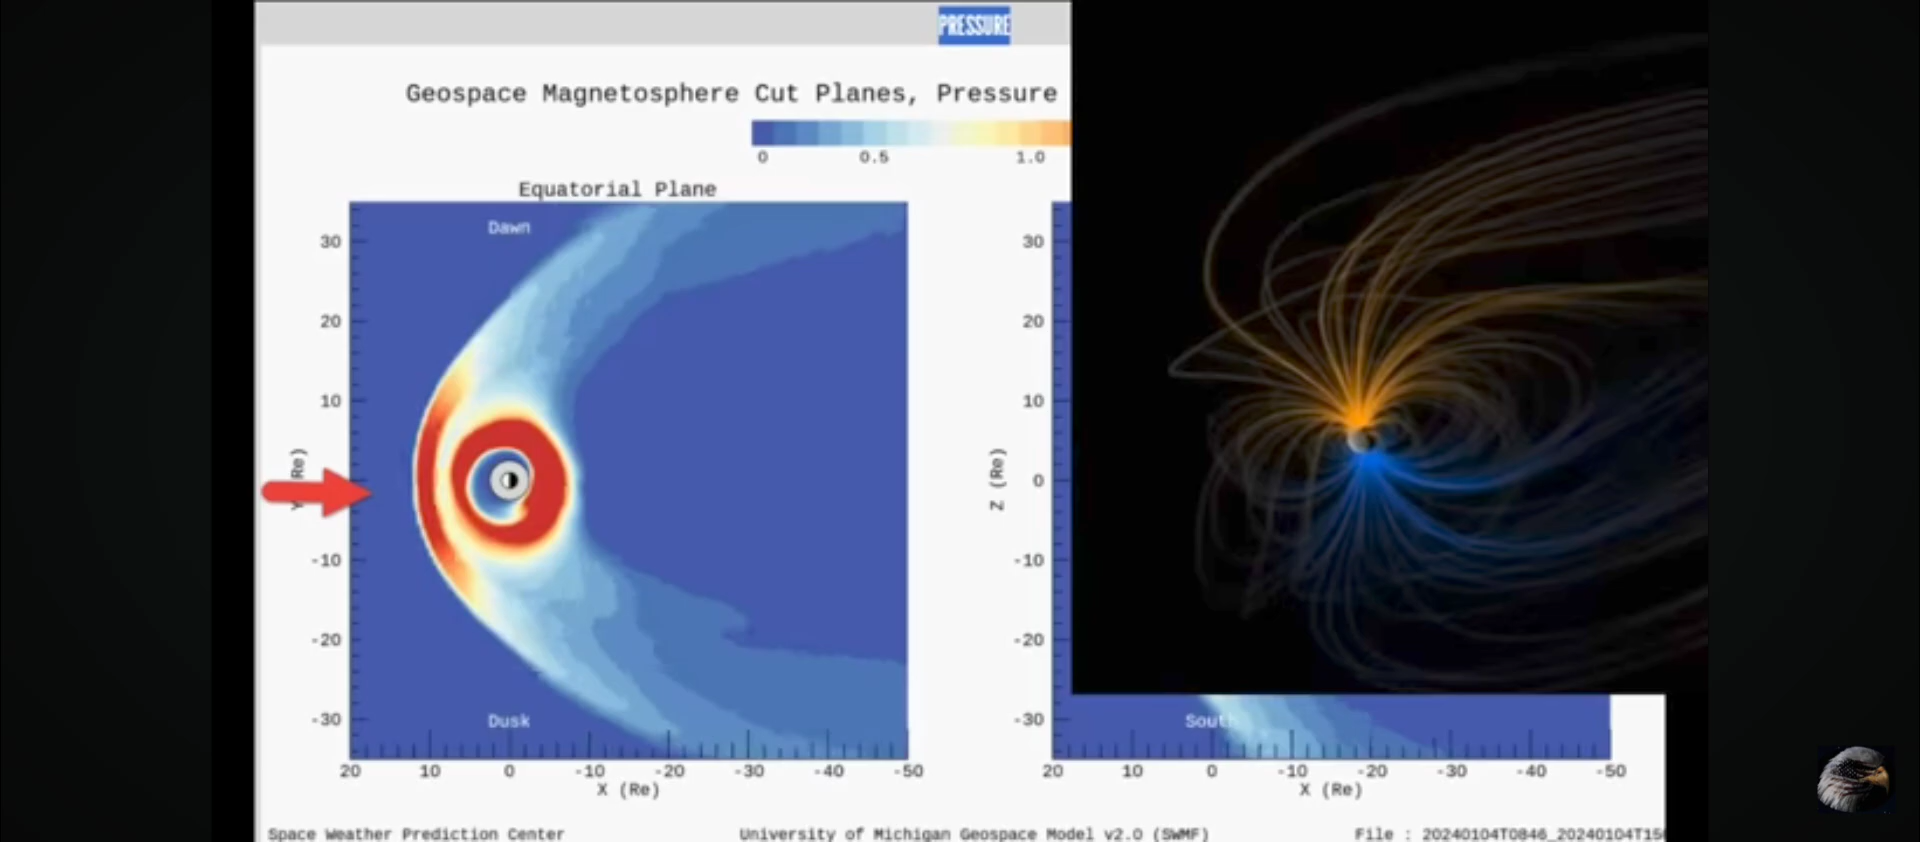 PRESSURE
Geospace Magnetosphere Cut Planes, Pressure
0 0.5 1.0
Equatorial Plane
Dawn
30
20
10
0
-10
-20
-30
Y (Re)
Dusk
20 10 0 -10 -20 -30 -40 -50
X (Re)
30
20
10
0
-10
-20
-30
Z (Re)
South
20 10 0 -10 -20 -30 -40 -50
X (Re)
Space Weather Prediction Center
University of Michigan Geospace Model v2.0 (SWMF)
File : 20240104T0846_20240104T15